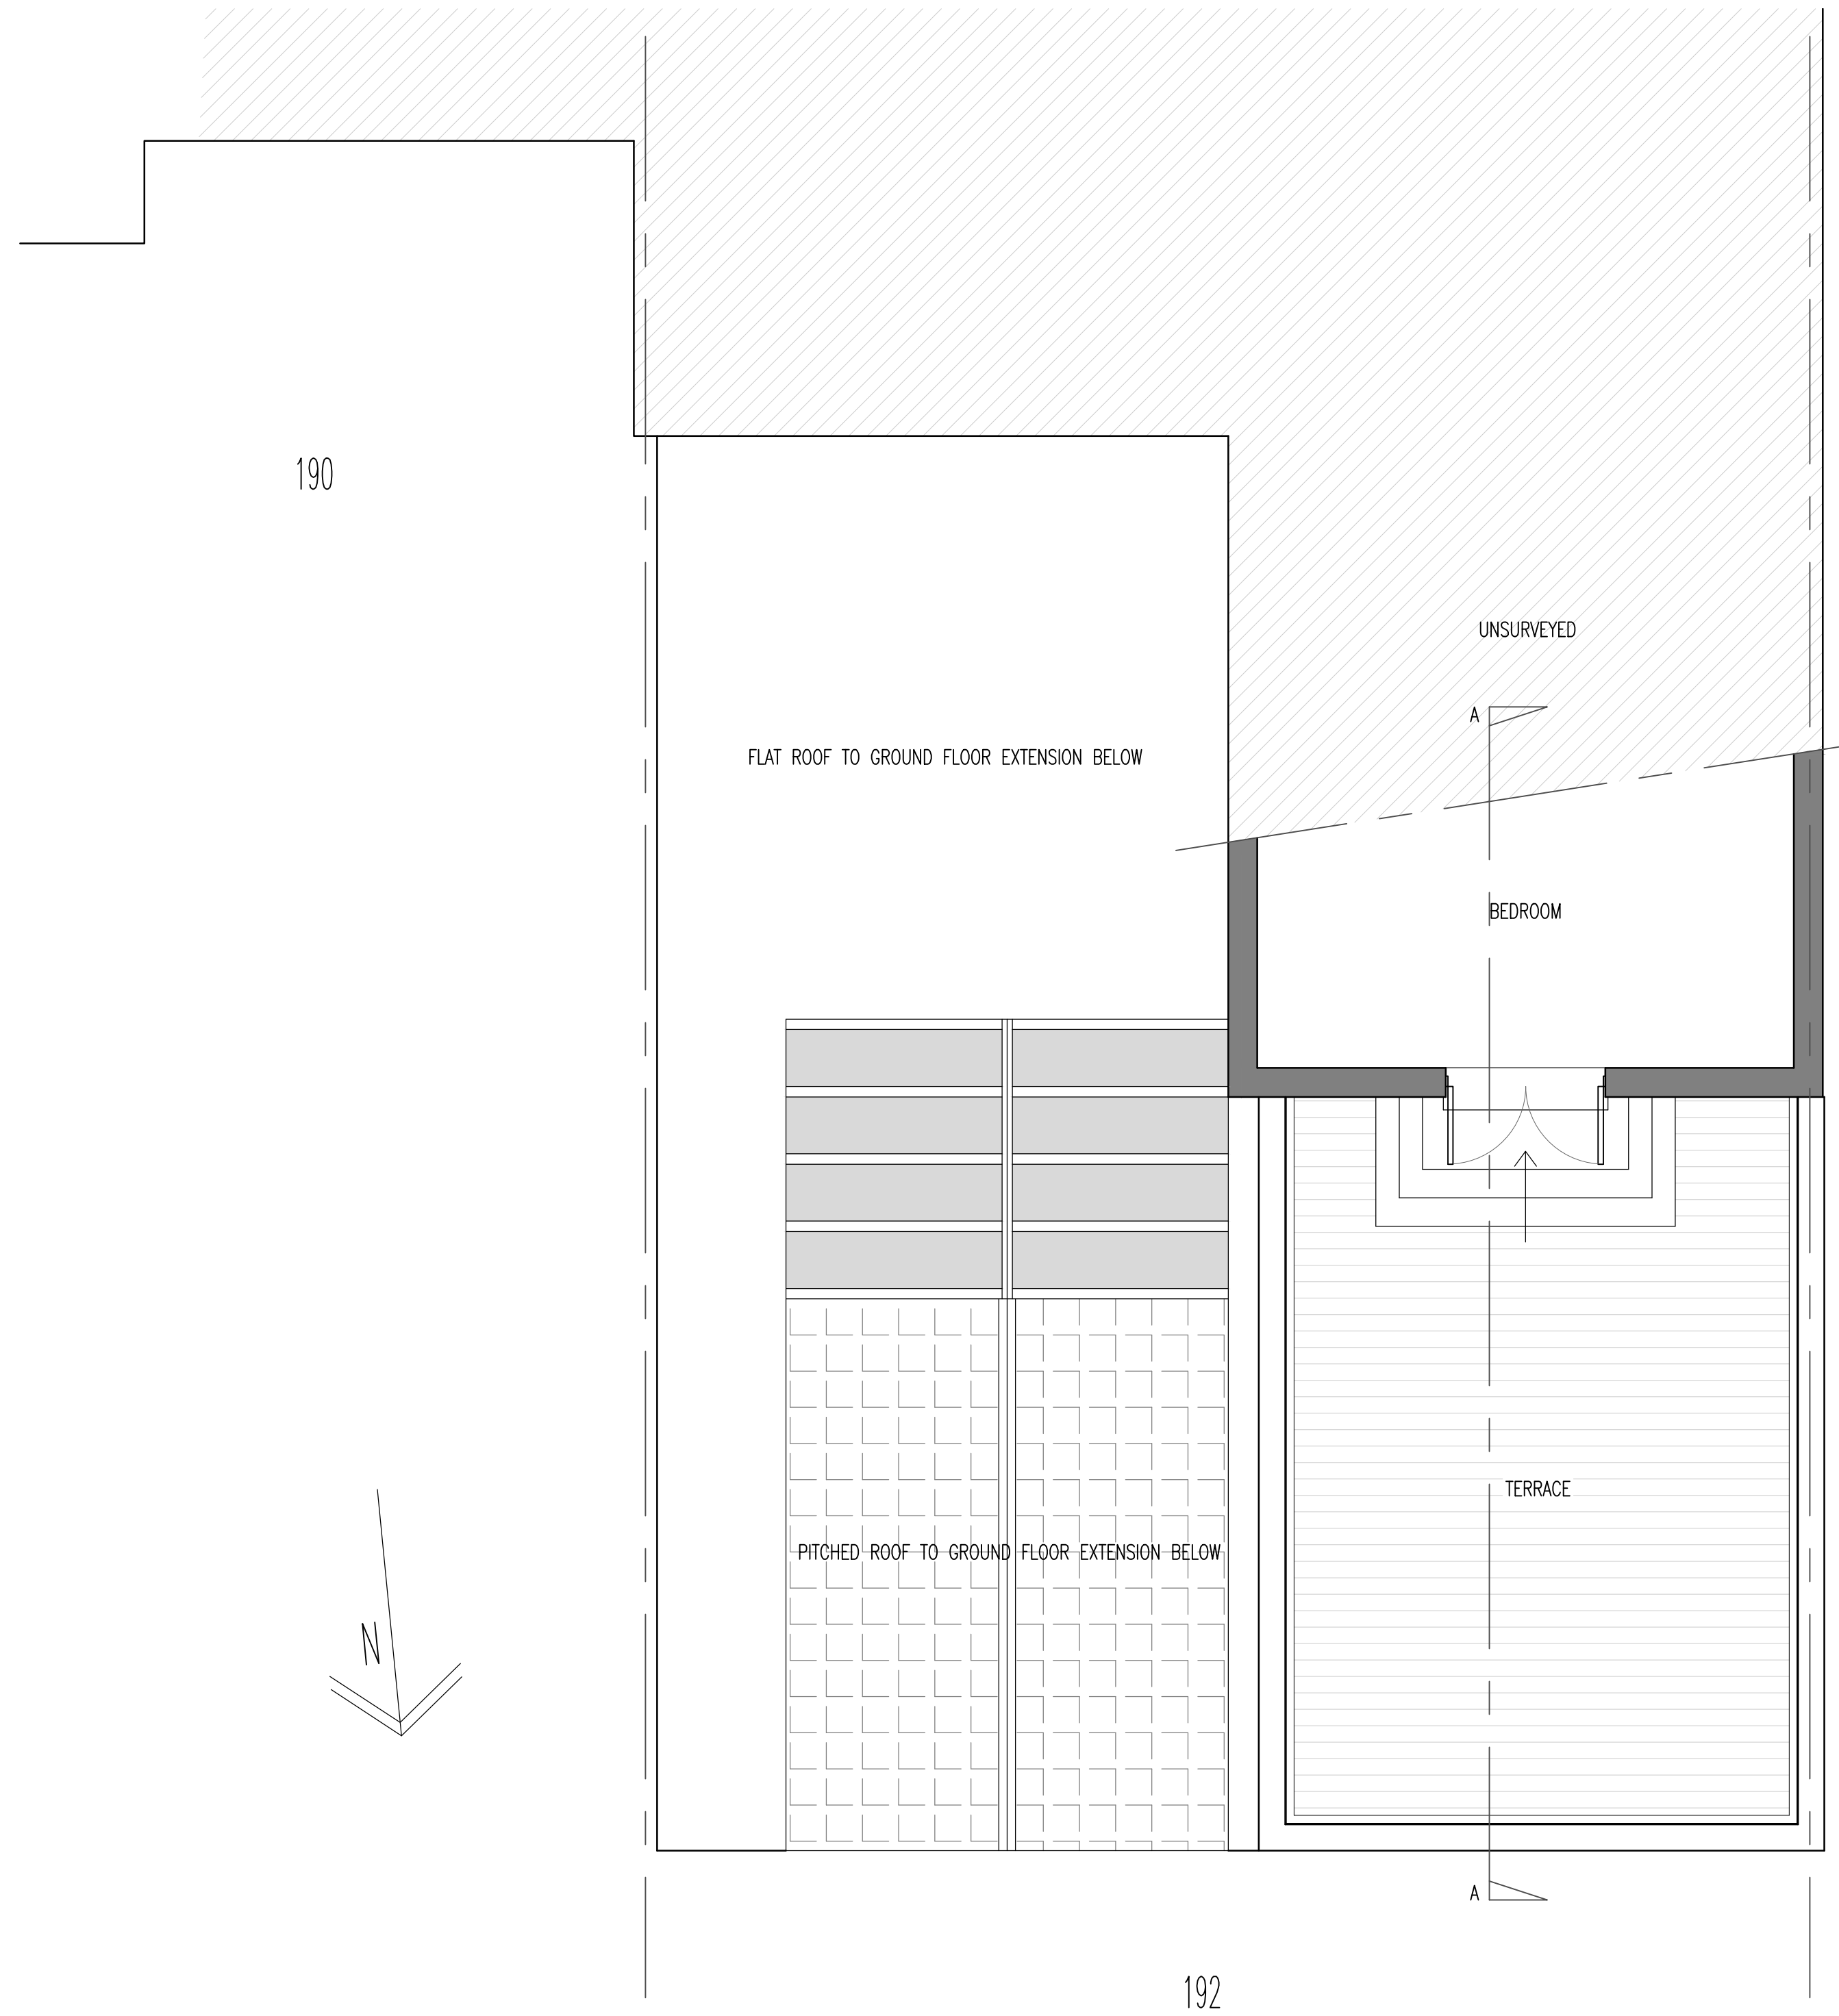 190
UNSURVEYED
A
FLAT ROOF TO GROUND FLOOR EXTENSION BELOW
BEDROOM
TERRACE
PITCHED ROOF TO GROUND FLOOR EXTENSION BELOW
N
A
192